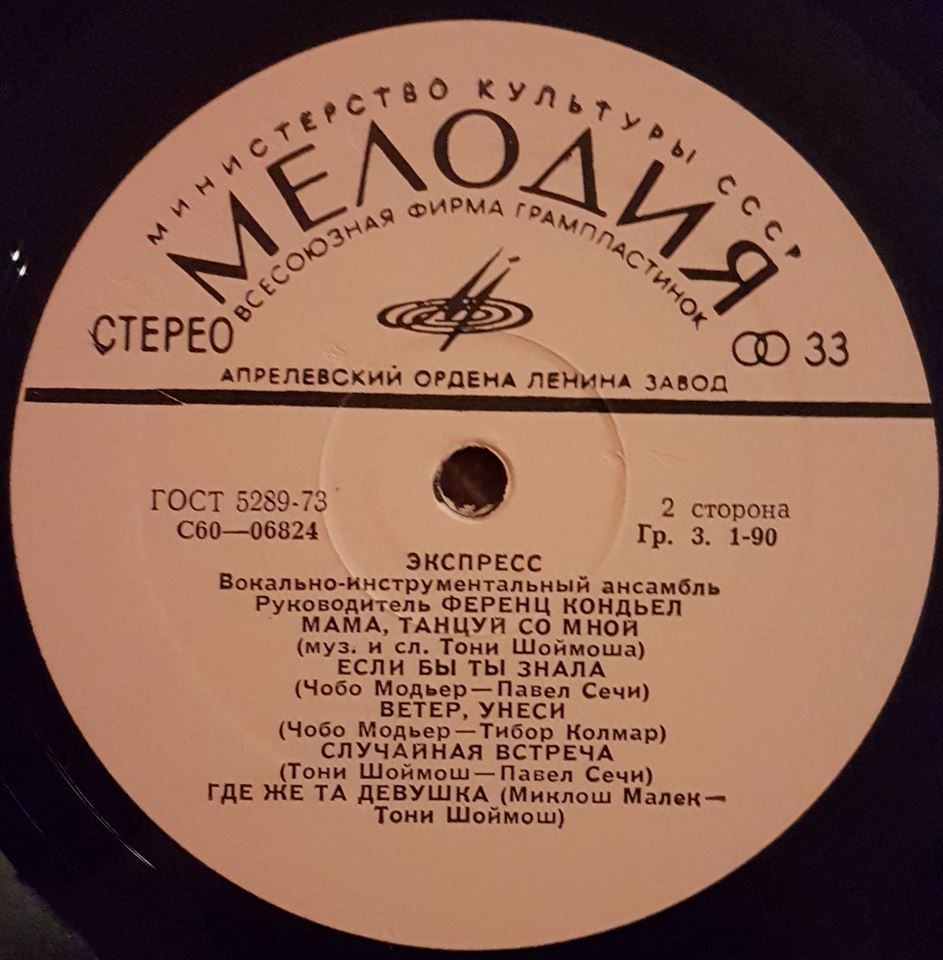 МИНИСТЕРСТВО КУЛЬТУРЫ СССР
МЕЛОДИЯ
ВСЕСОЮЗНАЯ ФИРМА ГРАМПЛАСТИНОК
СТЕРЕО
33
АПРЕЛЕВСКИЙ ОРДЕНА ЛЕНИНА ЗАВОД
ГОСТ 5289-73
С60—06824
2 сторона
Гр. 3. 1-90
ЭКСПРЕСС
Вокально-инструментальный ансамбль
Руководитель ФЕРЕНЦ КОНДЬЕЛ
МАМА, ТАНЦУЙ СО МНОЙ
(муз. и сл. Тони Шоймоша)
ЕСЛИ БЫ ТЫ ЗНАЛА
(Чобо Модьер—Павел Сечи)
ВЕТЕР, УНЕСИ
(Чобо Модьер—Тибор Колмар)
СЛУЧАЙНАЯ ВСТРЕЧА
(Тони Шоймош—Павел Сечи)
ГДЕ ЖЕ ТА ДЕВУШКА (Миклош Малек—
Тони Шоймош)